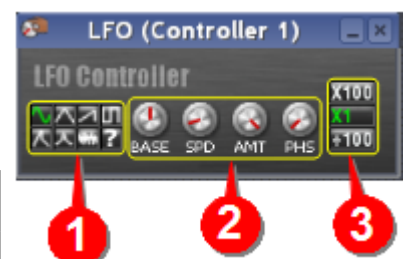 LFO (Controller 1)
LFO Controller
?
BASE SPD AMT PHS
X100
X1
÷100
1
2
3